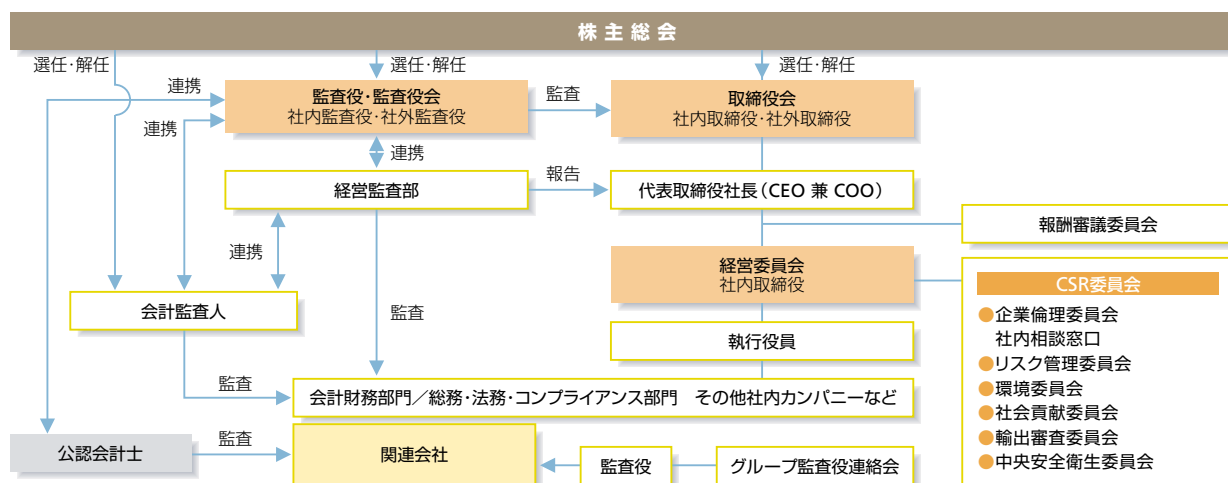 株主総会
選任・解任
選任・解任
選任・解任
連携
監査役・監査役会
社内監査役・社外監査役
監査
取締役会
社内取締役・社外取締役
連携
連携
経営監査部
報告
代表取締役社長（CEO 兼 COO）
報酬審議委員会
連携
経営委員会
社内取締役
CSR委員会
●企業倫理委員会
社内相談窓口
●リスク管理委員会
●環境委員会
●社会貢献委員会
●輸出審査委員会
●中央安全衛生委員会
会計監査人
監査
執行役員
監査
会計財務部門／総務・法務・コンプライアンス部門　その他社内カンパニーなど
公認会計士
監査
関連会社
監査役
グループ監査役連絡会